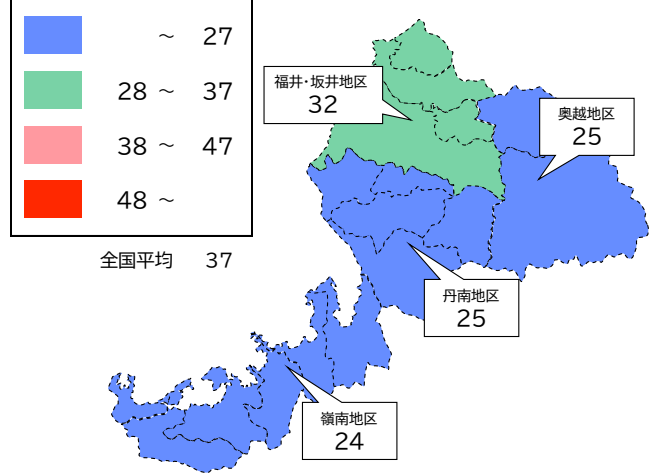 ～ 27
28 ～ 37
38 ～ 47
48 ～
全国平均 37
福井・坂井地区
32
奥越地区
25
丹南地区
25
嶺南地区
24